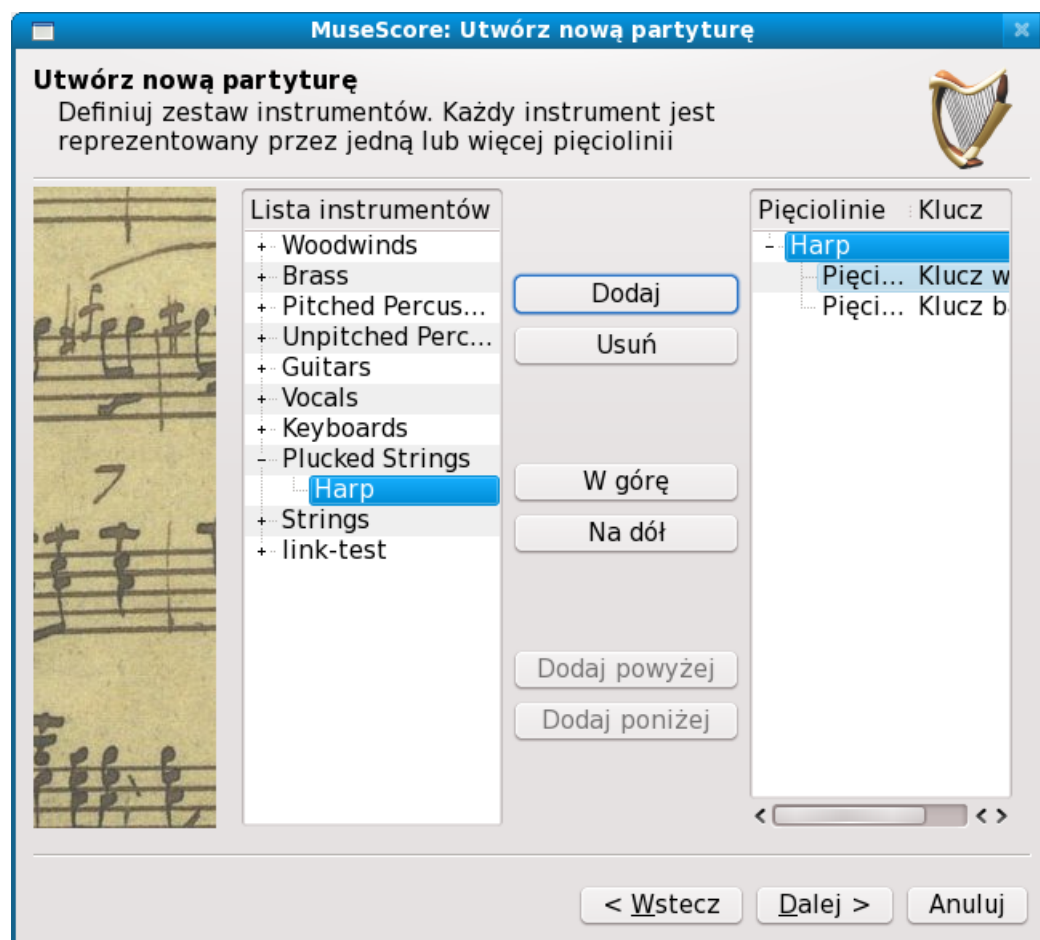 MuseScore: Utwórz nową partyturę
Utwórz nową partyturę
Definiuj zestaw instrumentów. Każdy instrument jest
reprezentowany przez jedną lub więcej pięciolinii
Lista instrumentów
+ Woodwinds
+ Brass
+ Pitched Percus...
+ Unpitched Perc...
+ Guitars
+ Vocals
+ Keyboards
- Plucked Strings
Harp
+ Strings
+ link-test
Dodaj
Usuń
W górę
Na dół
Dodaj powyżej
Dodaj poniżej
Pięciolinie Klucz
- Harp
Pięci... Klucz w
Pięci... Klucz b
7
< Wstecz
Dalej >
Anuluj